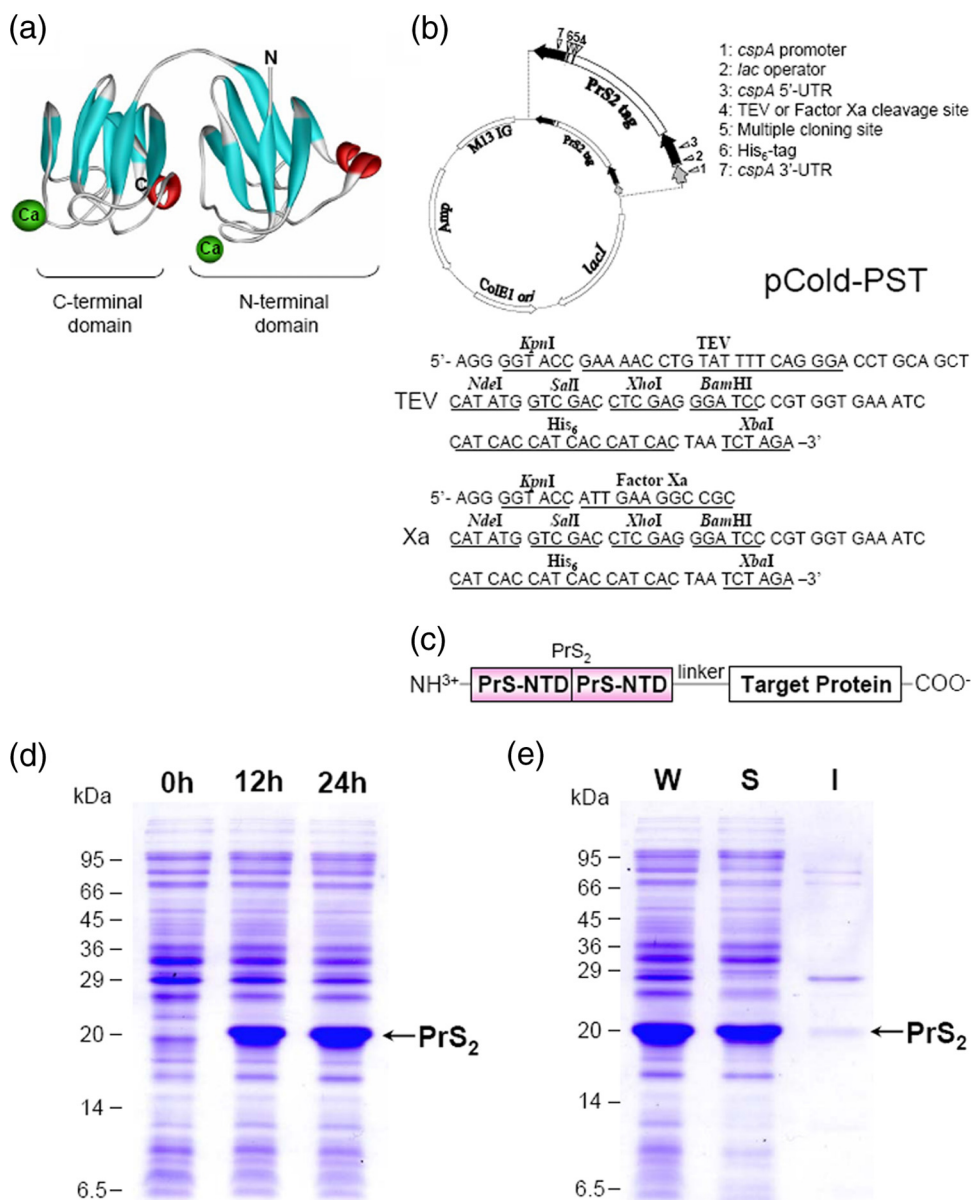 (a)
N
C
Ca
Ca
C-terminal
domain
N-terminal
domain
(b)
7 654
PrS2 tag
3
2
1
M13 IG
PrS2 tag
Amp
lacI
ColE1 ori
1: cspA promoter
2: lac operator
3: cspA 5'-UTR
4: TEV or Factor Xa cleavage site
5: Multiple cloning site
6: His6-tag
7: cspA 3'-UTR
pCold-PST
KpnI TEV
5'- AGG GGT ACC GAA AAC CTG TAT TTT CAG GGA CCT GCA GCT
NdeI SalI XhoI BamHI
TEV CAT ATG GTC GAC CTC GAG GGA TCC CGT GGT GAA ATC
His6 XbaI
CAT CAC CAT CAC CAT CAC TAA TCT AGA –3'
KpnI Factor Xa
5'- AGG GGT ACC ATT GAA GGC CGC
NdeI SalI XhoI BamHI
Xa CAT ATG GTC GAC CTC GAG GGA TCC CGT GGT GAA ATC
His6 XbaI
CAT CAC CAT CAC CAT CAC TAA TCT AGA –3'
(c)
PrS2
NH3+ PrS-NTD PrS-NTD linker Target Protein COO-
(d)
0h 12h 24h
kDa
95
66
45
36
29
20
PrS2
14
6.5
(e)
W S I
kDa
95
66
45
36
29
20
PrS2
14
6.5